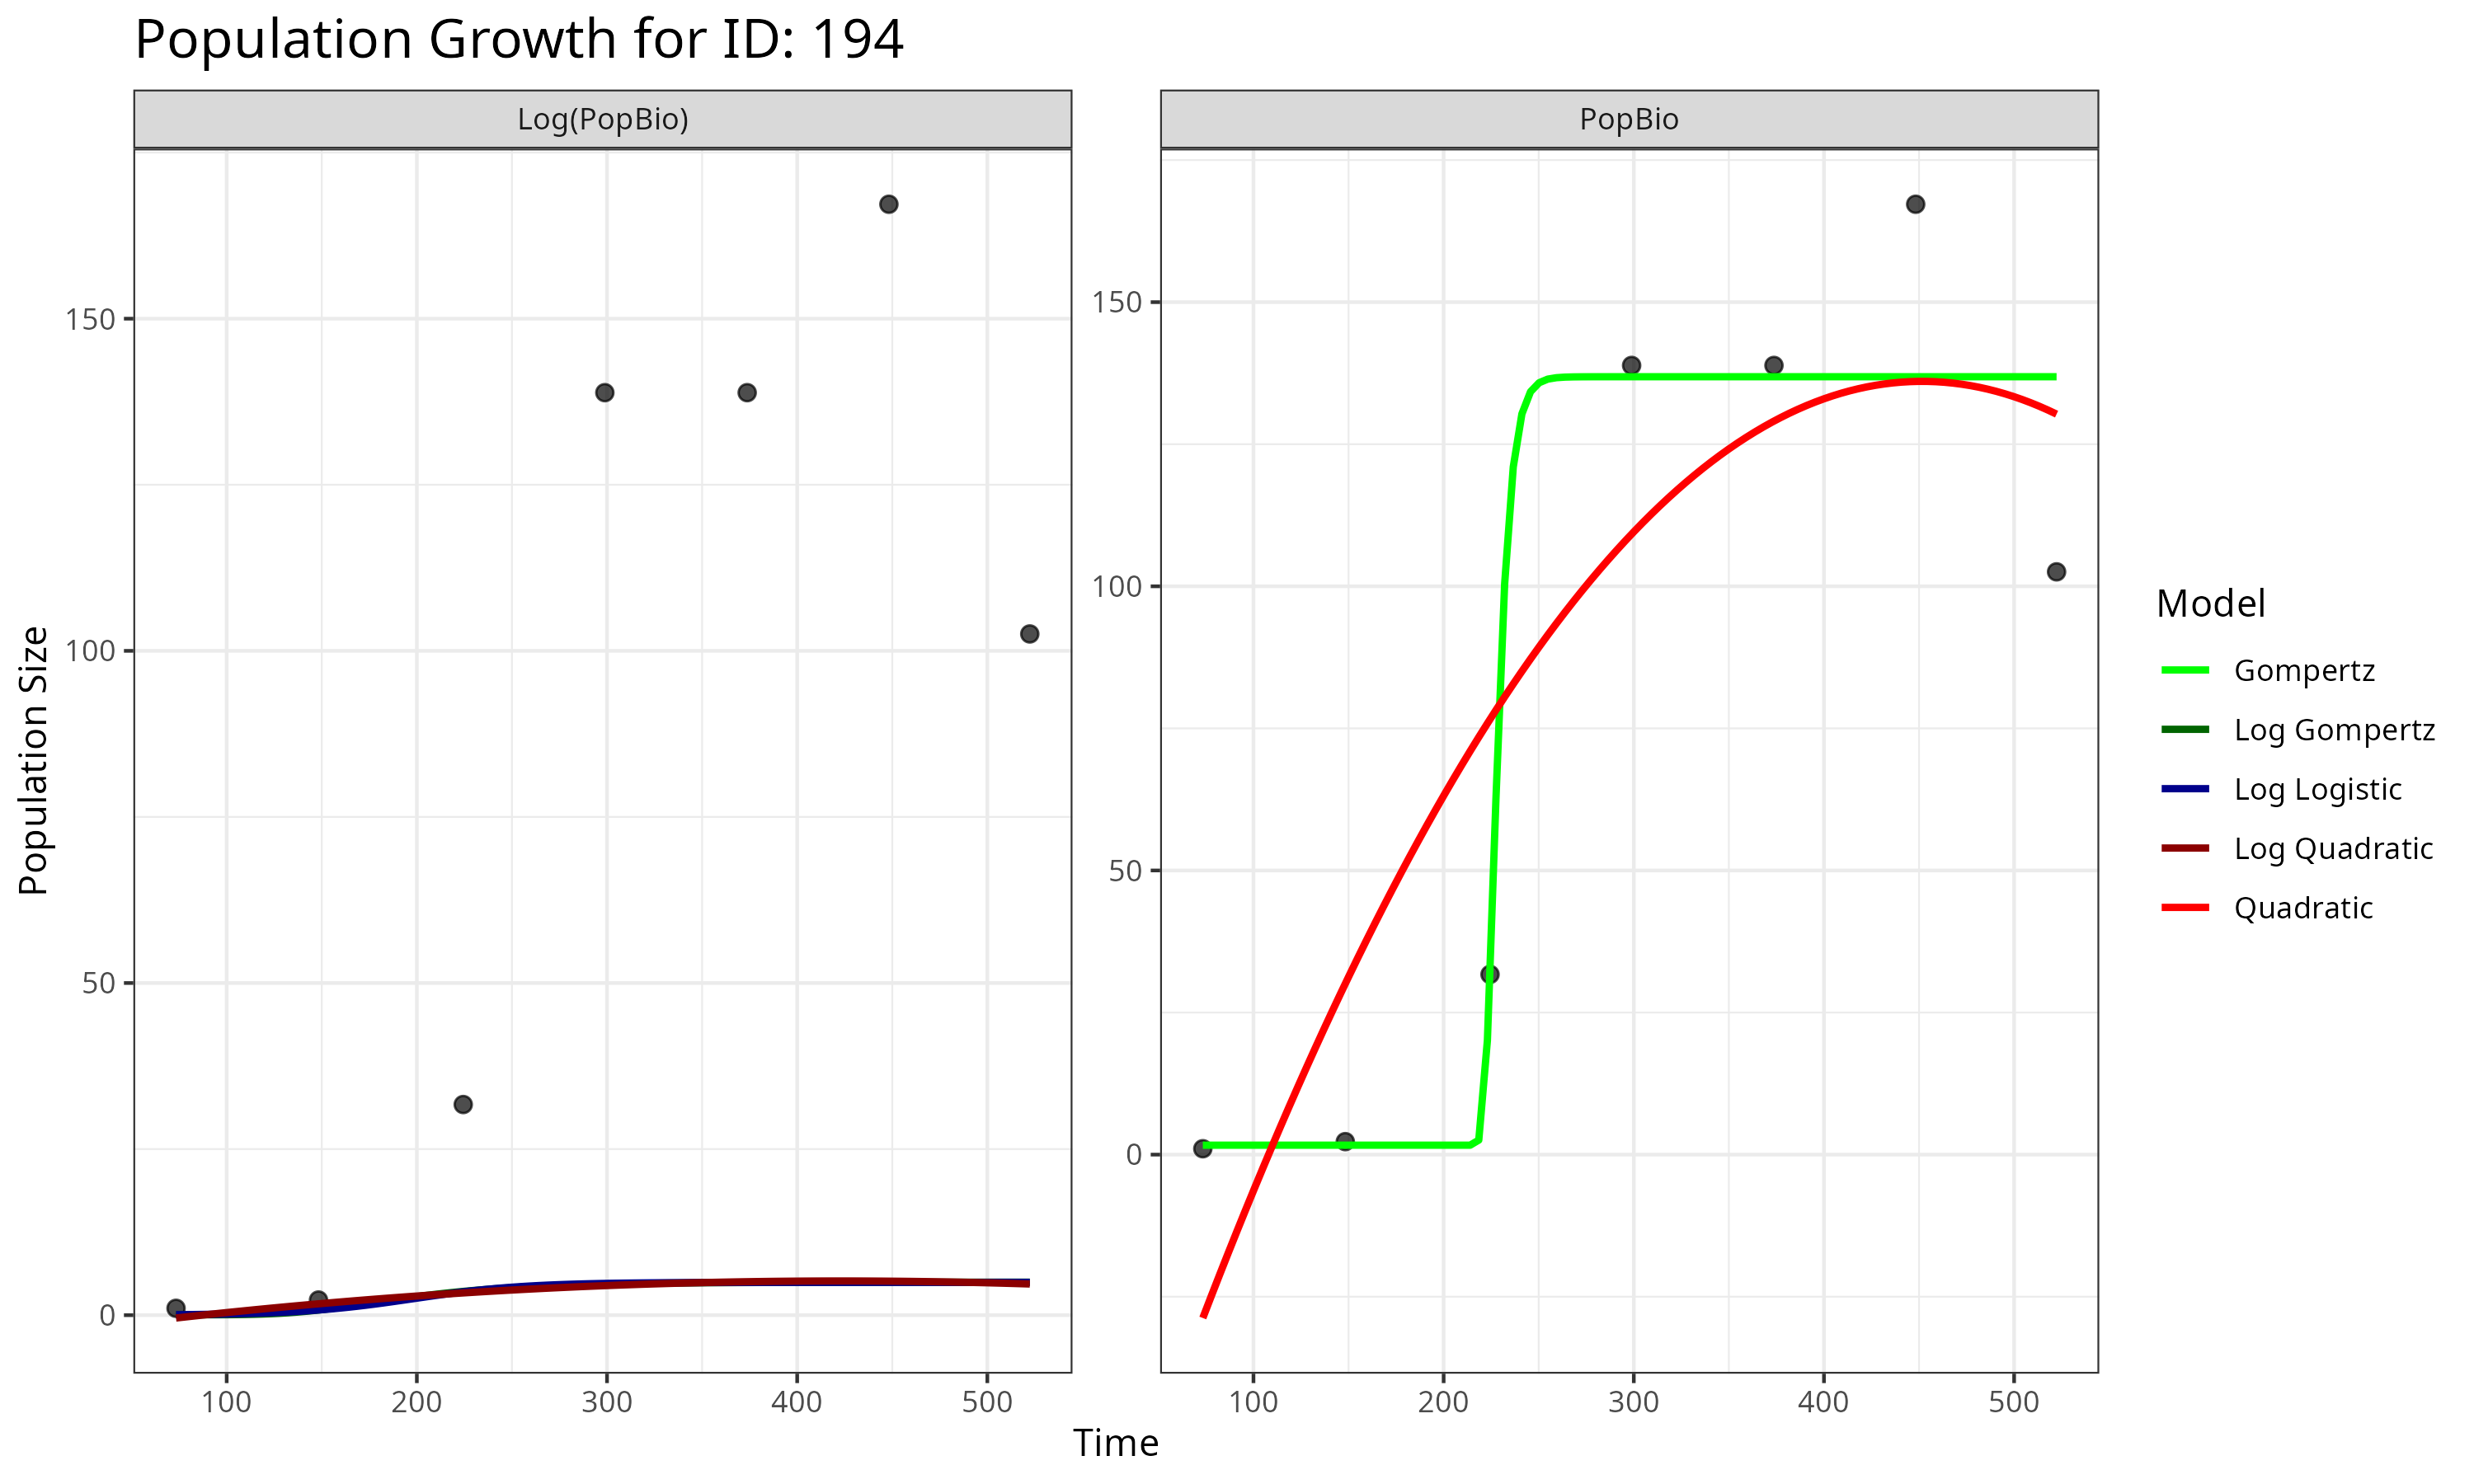 Population Growth for ID: 194
Log(PopBio)
PopBio
Population Size
150
100
50
0
150
100
50
0
100 200 300 400 500
100 200 300 400 500
Time
Model
Gompertz
Log Gompertz
Log Logistic
Log Quadratic
Quadratic